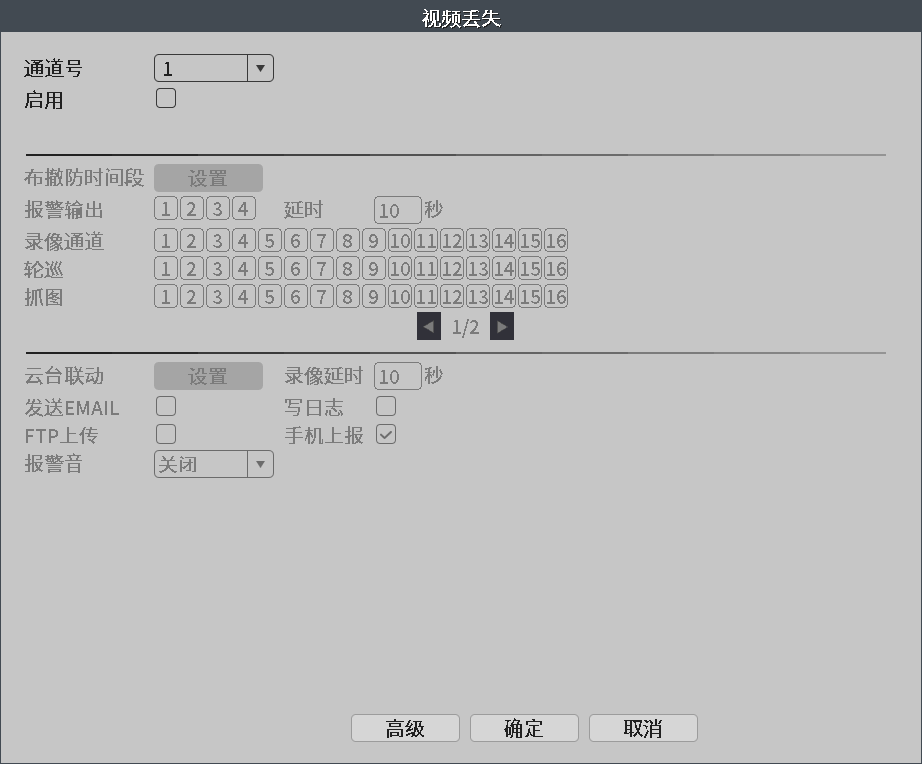 视频丢失
通道号 1
启用
布撤防时间段 设置
报警输出 1 2 3 4 延时 10 秒
录像通道 1 2 3 4 5 6 7 8 9 10 11 12 13 14 15 16
轮巡 1 2 3 4 5 6 7 8 9 10 11 12 13 14 15 16
抓图 1 2 3 4 5 6 7 8 9 10 11 12 13 14 15 16
1/2
云台联动 设置 录像延时 10 秒
发送EMAIL 写日志
FTP上传 手机上报
报警音 关闭
高级 确定 取消